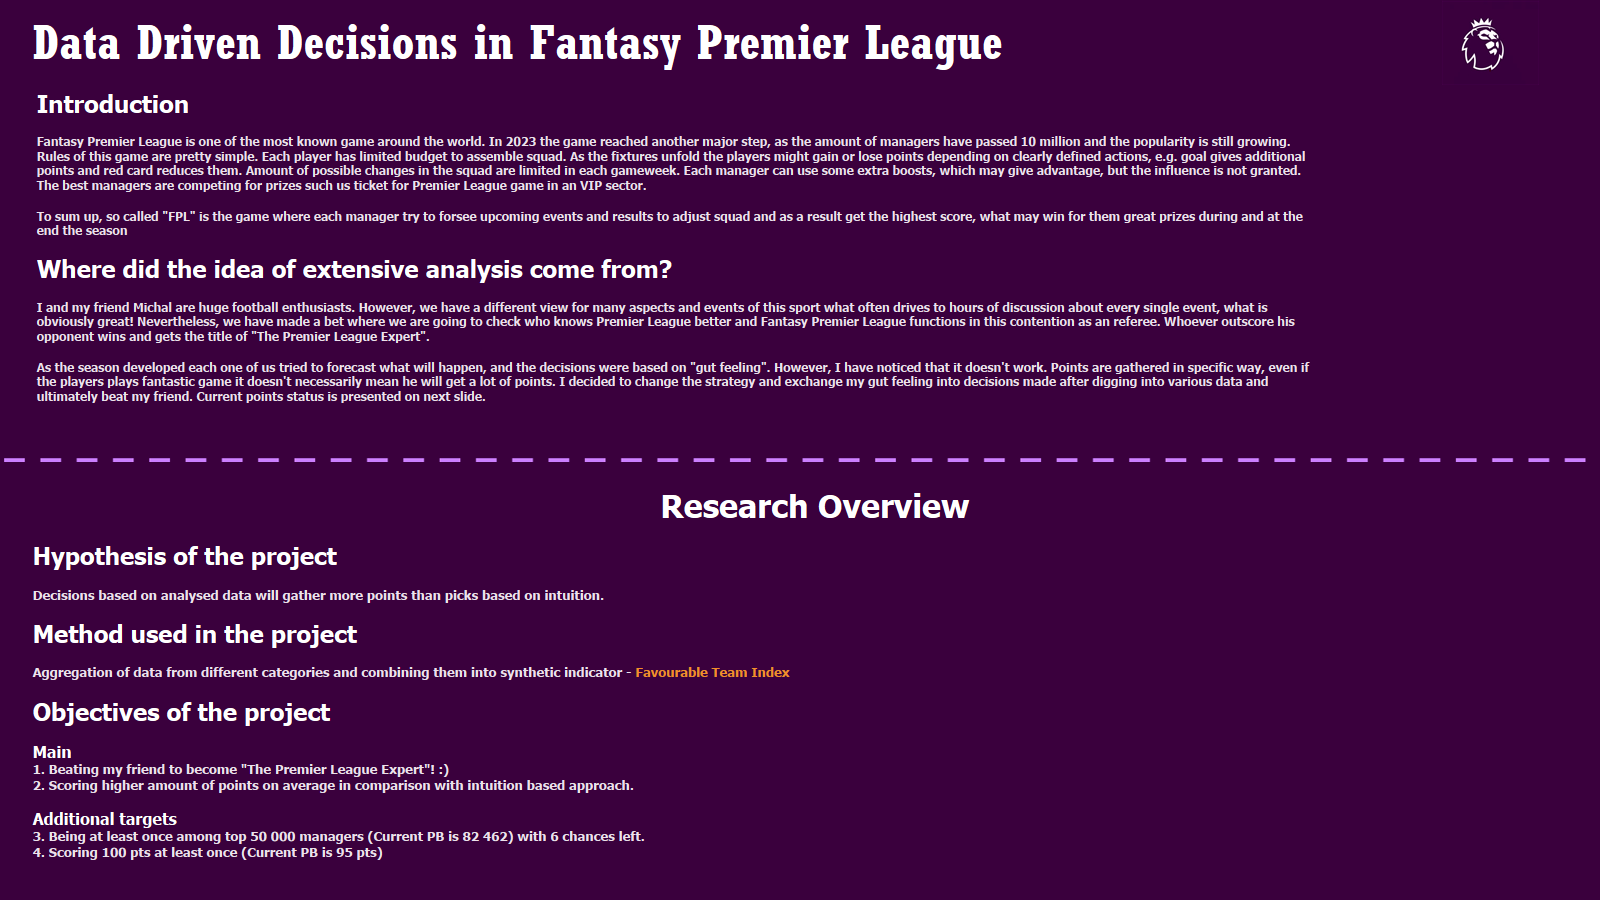 Data Driven Decisions in Fantasy Premier League
Introduction
Fantasy Premier League is one of the most known game around the world. In 2023 the game reached another major step, as the amount of managers have passed 10 million and the popularity is still growing.
Rules of this game are pretty simple. Each player has limited budget to assemble squad. As the fixtures unfold the players might gain or lose points depending on clearly defined actions, e.g. goal gives additional
points and red card reduces them. Amount of possible changes in the squad are limited in each gameweek. Each manager can use some extra boosts, which may give advantage, but the influence is not granted.
The best managers are competing for prizes such us ticket for Premier League game in an VIP sector.
To sum up, so called "FPL" is the game where each manager try to forsee upcoming events and results to adjust squad and as a result get the highest score, what may win for them great prizes during and at the
end the season
Where did the idea of extensive analysis come from?
I and my friend Michal are huge football enthusiasts. However, we have a different view for many aspects and events of this sport what often drives to hours of discussion about every single event, what is
obviously great! Nevertheless, we have made a bet where we are going to check who knows Premier League better and Fantasy Premier League functions in this contention as an referee. Whoever outscore his
opponent wins and gets the title of "The Premier League Expert".
As the season developed each one of us tried to forecast what will happen, and the decisions were based on "gut feeling". However, I have noticed that it doesn't work. Points are gathered in specific way, even if
the players plays fantastic game it doesn't necessarily mean he will get a lot of points. I decided to change the strategy and exchange my gut feeling into decisions made after digging into various data and
ultimately beat my friend. Current points status is presented on next slide.
Research Overview
Hypothesis of the project
Decisions based on analysed data will gather more points than picks based on intuition.
Method used in the project
Aggregation of data from different categories and combining them into synthetic indicator - Favourable Team Index
Objectives of the project
Main
1. Beating my friend to become "The Premier League Expert"! :)
2. Scoring higher amount of points on average in comparison with intuition based approach.
Additional targets
3. Being at least once among top 50 000 managers (Current PB is 82 462) with 6 chances left.
4. Scoring 100 pts at least once (Current PB is 95 pts)